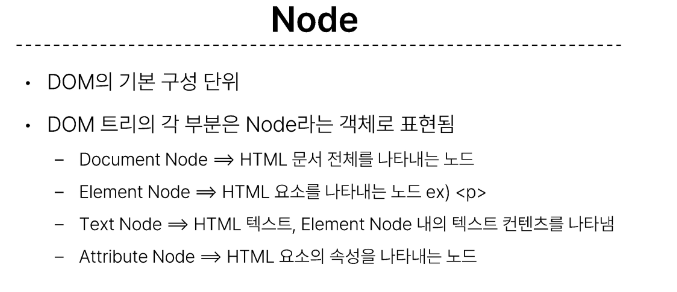 Node
• DOM의 기본 구성 단위
• DOM 트리의 각 부분은 Node라는 객체로 표현됨
– Document Node ⟹ HTML 문서 전체를 나타내는 노드
– Element Node ⟹ HTML 요소를 나타내는 노드 ex) <p>
– Text Node ⟹ HTML 텍스트, Element Node 내의 텍스트 컨텐츠를 나타냄
– Attribute Node ⟹ HTML 요소의 속성을 나타내는 노드